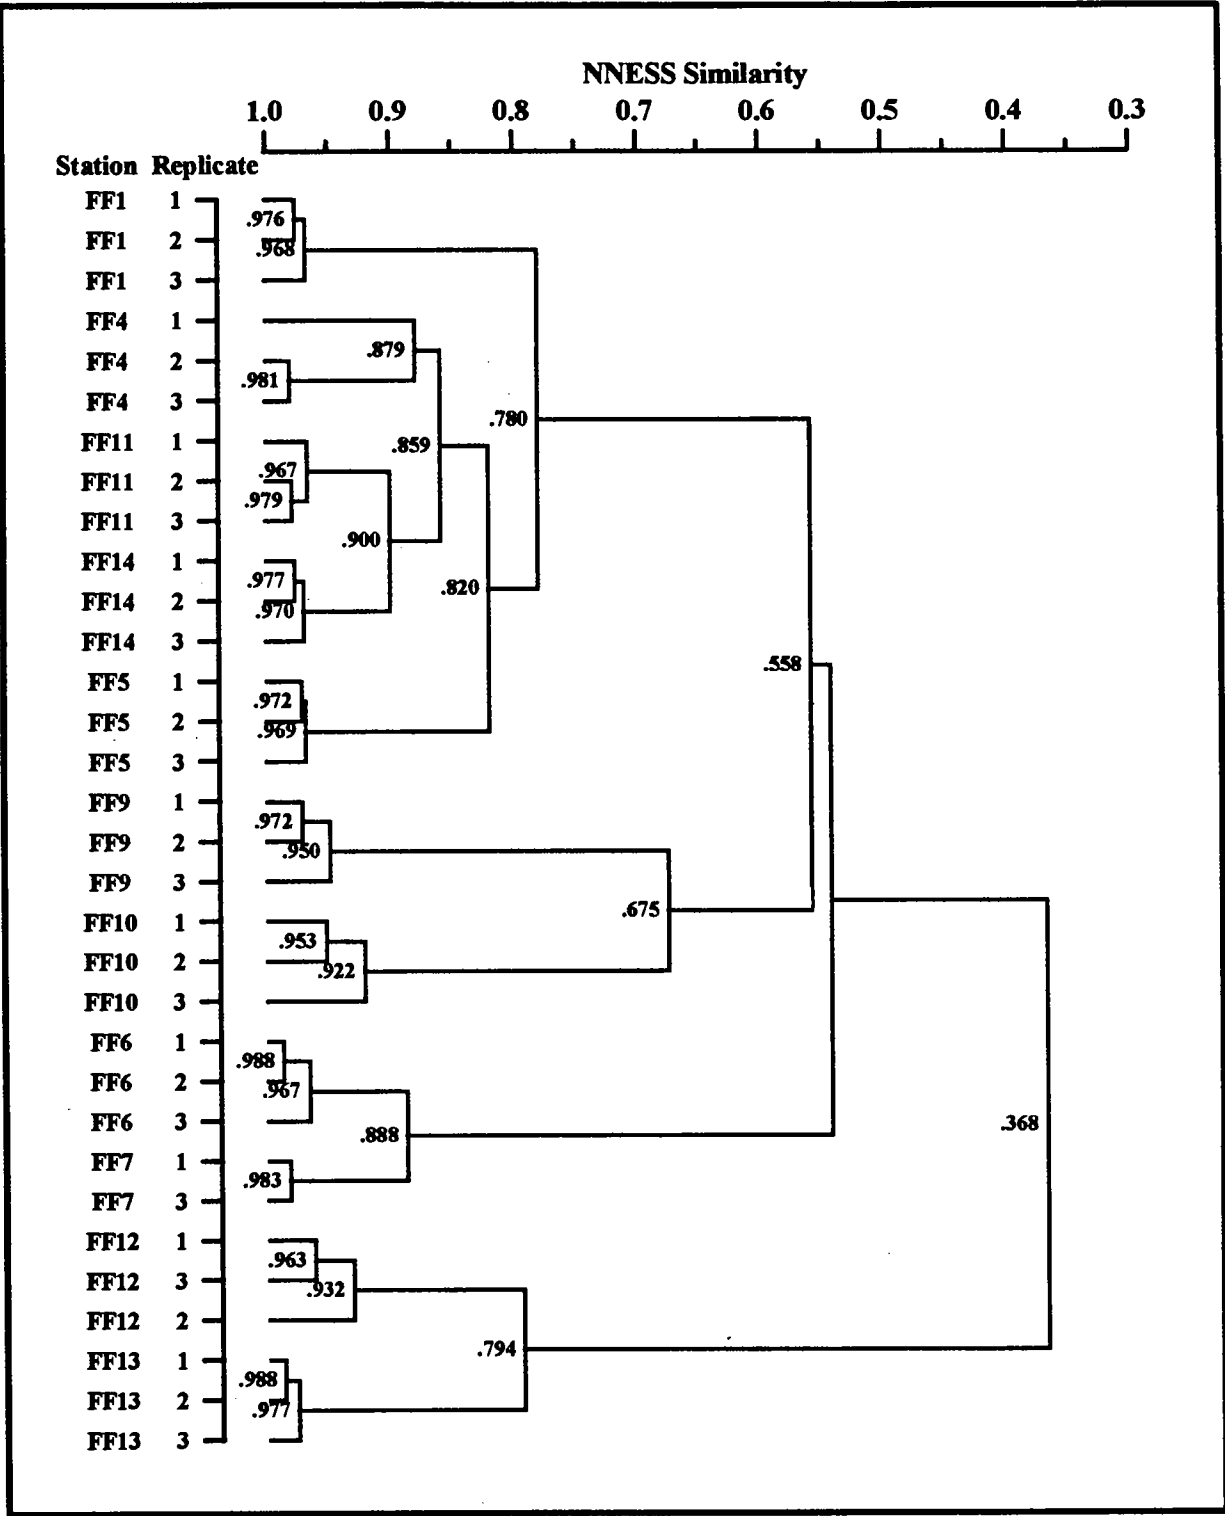 NNESS Similarity
1.0 0.9 0.8 0.7 0.6 0.5 0.4 0.3
Station Replicate
FF1 1
.976
FF1 2
.968
FF1 3
FF4 1
.879
FF4 2
.981
FF4 3
.780
FF11 1
.859
.967
FF11 2
.979
FF11 3
.900
FF14 1
.977
.820
FF14 2
.970
FF14 3
.558
FF5 1
.972
FF5 2
.969
FF5 3
FF9 1
.972
FF9 2
.950
FF9 3
.675
FF10 1
.953
FF10 2
.922
FF10 3
FF6 1
.988
FF6 2
.967
FF6 3
.368
.888
FF7 1
.983
FF7 3
FF12 1
.963
FF12 3
.932
FF12 2
.794
FF13 1
.988
FF13 2
.977
FF13 3